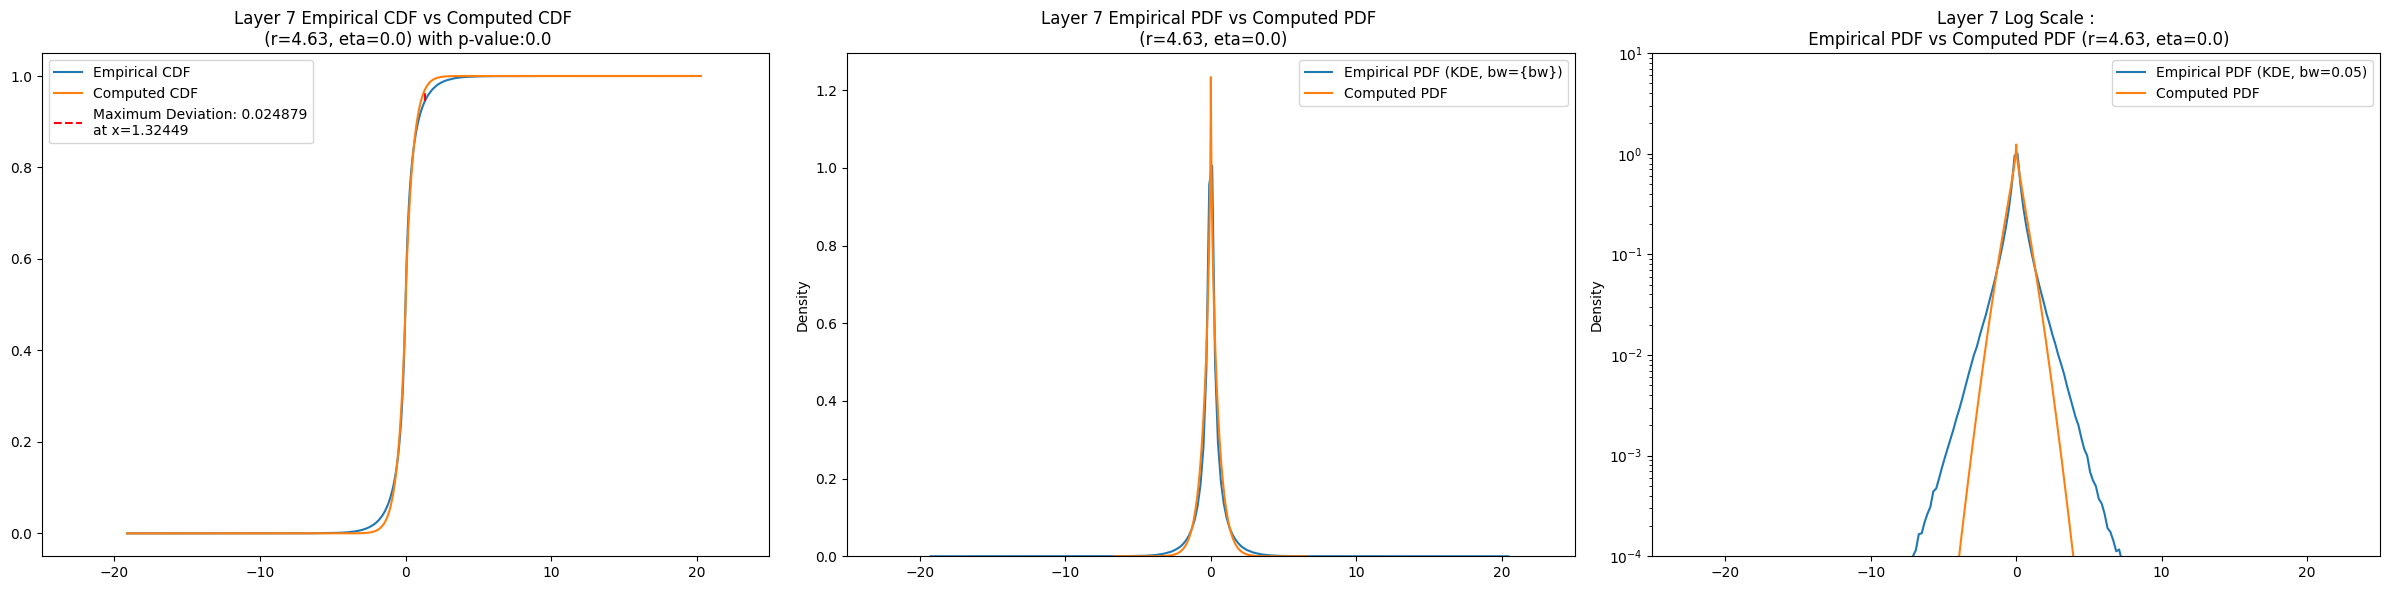 Layer 7 Empirical CDF vs Computed CDF
(r=4.63, eta=0.0) with p-value:0.0
Empirical CDF
Computed CDF
Maximum Deviation: 0.024879
at x=1.32449
1.0
0.8
0.6
0.4
0.2
0.0
−20
−10
0
10
20
Layer 7 Empirical PDF vs Computed PDF
(r=4.63, eta=0.0)
Empirical PDF (KDE, bw={bw})
Computed PDF
Density
1.2
1.0
0.8
0.6
0.4
0.2
0.0
−20
−10
0
10
20
Layer 7 Log Scale :
Empirical PDF vs Computed PDF (r=4.63, eta=0.0)
Empirical PDF (KDE, bw=0.05)
Computed PDF
Density
10¹
10⁰
10⁻¹
10⁻²
10⁻³
10⁻⁴
−20
−10
0
10
20